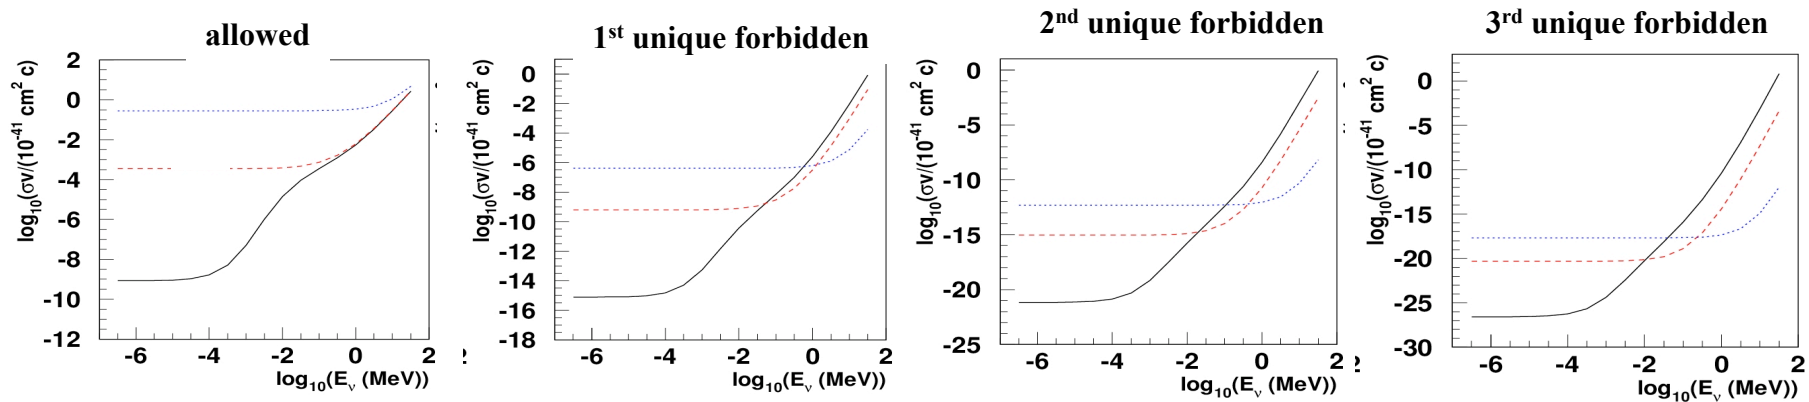 allowed
1st unique forbidden
2nd unique forbidden
3rd unique forbidden
log10(σv/(10-41 cm2 c)
2
0
-2
-4
-6
-8
-10
-12
-6 -4 -2 0 2
log10(Eν (MeV))
log10(σv/(10-41 cm2 c)
0
-2
-4
-6
-8
-10
-12
-14
-16
-18
-6 -4 -2 0 2
log10(Eν (MeV))
log10(σv/(10-41 cm2 c)
0
-5
-10
-15
-20
-25
-6 -4 -2 0 2
log10(Eν (MeV))
log10(σv/(10-41 cm2 c)
0
-5
-10
-15
-20
-25
-30
-6 -4 -2 0 2
log10(Eν (MeV))